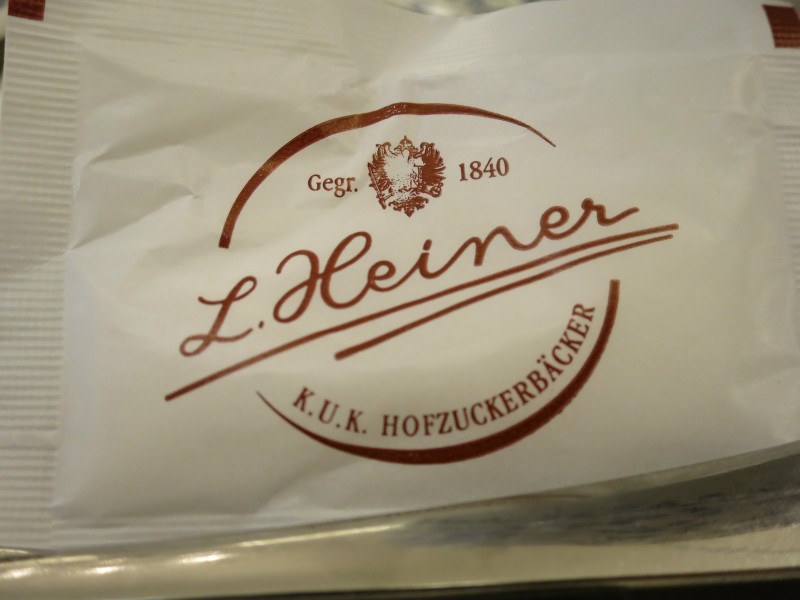 Gegr. 1840
L. Heiner
K.U.K. HOFZUCKERBÄCKER